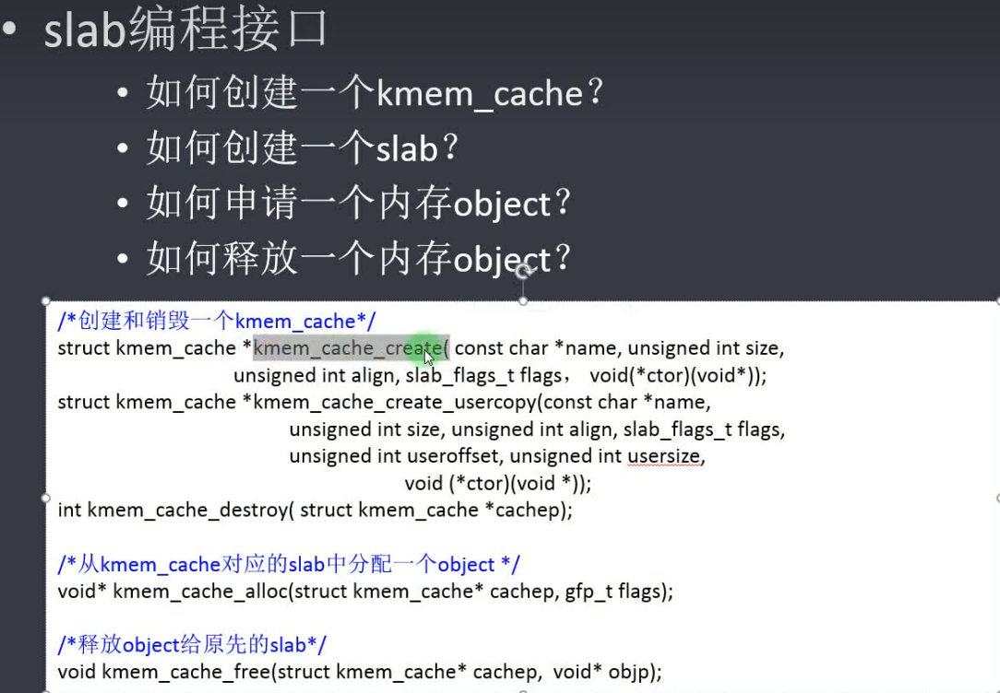 • slab编程接口
• 如何创建一个kmem_cache？
• 如何创建一个slab？
• 如何申请一个内存object？
• 如何释放一个内存object？
/*创建和销毁一个kmem_cache*/
struct kmem_cache *kmem_cache_create( const char *name, unsigned int size,
unsigned int align, slab_flags_t flags， void(*ctor)(void*));
struct kmem_cache *kmem_cache_create_usercopy(const char *name,
unsigned int size, unsigned int align, slab_flags_t flags,
unsigned int useroffset, unsigned int usersize,
void (*ctor)(void *));
int kmem_cache_destroy( struct kmem_cache *cachep);
/*从kmem_cache对应的slab中分配一个object */
void* kmem_cache_alloc(struct kmem_cache* cachep, gfp_t flags);
/*释放object给原先的slab*/
void kmem_cache_free(struct kmem_cache* cachep, void* objp);